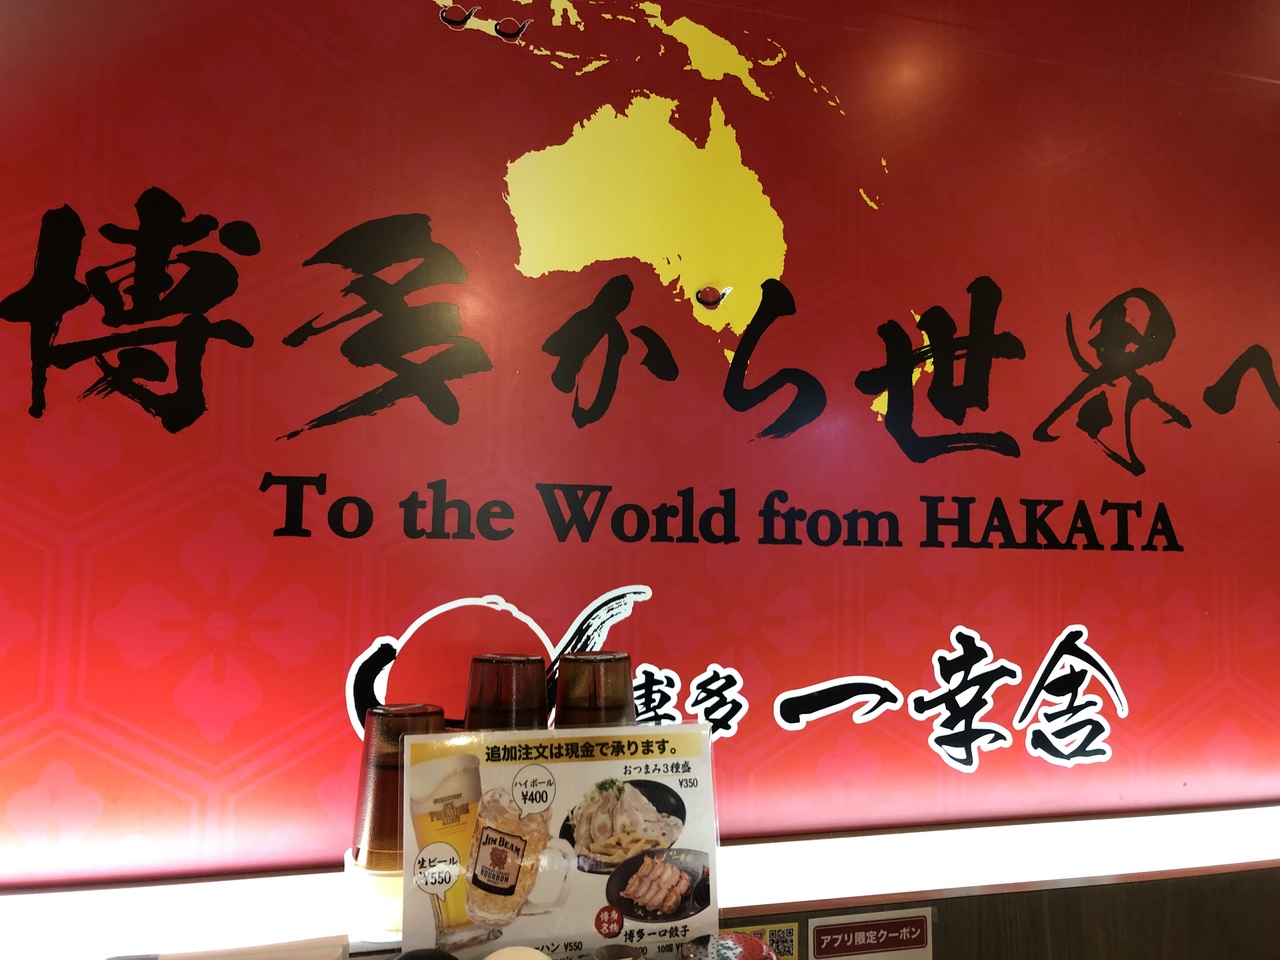 博多から世界へ
To the World from HAKATA
博多 一幸舎
追加注文は現金で承ります。
おつまみ3種盛
¥350
ハイボール
¥400
JIM BEAM
BOURBON
生ビール
¥550
博多
名物
博多一口餃子
ハン ¥550
10個
アプリ限定クーポン